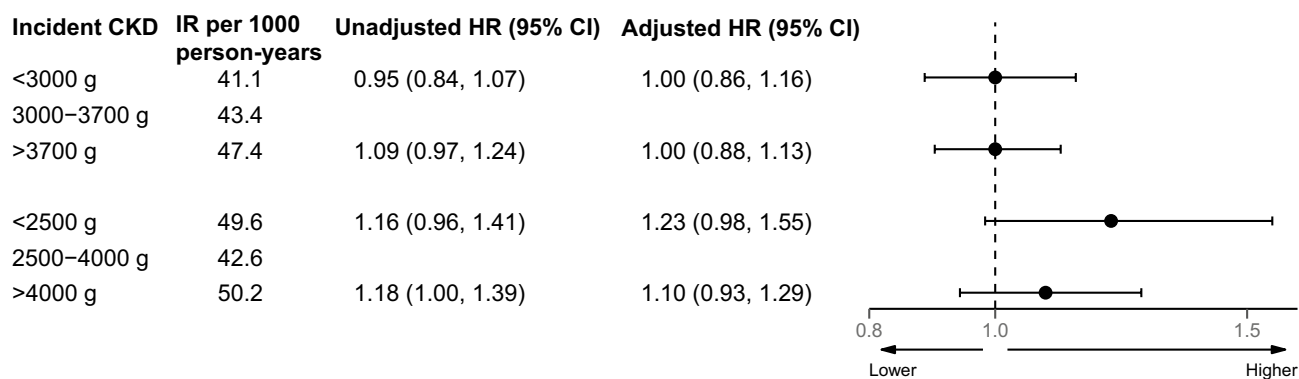 Incident CKD IR per 1000 person-years Unadjusted HR (95% CI) Adjusted HR (95% CI)
<3000 g 41.1 0.95 (0.84, 1.07) 1.00 (0.86, 1.16)
3000−3700 g 43.4
>3700 g 47.4 1.09 (0.97, 1.24) 1.00 (0.88, 1.13)
<2500 g 49.6 1.16 (0.96, 1.41) 1.23 (0.98, 1.55)
2500−4000 g 42.6
>4000 g 50.2 1.18 (1.00, 1.39) 1.10 (0.93, 1.29)
0.8 1.0 1.5
Lower Higher